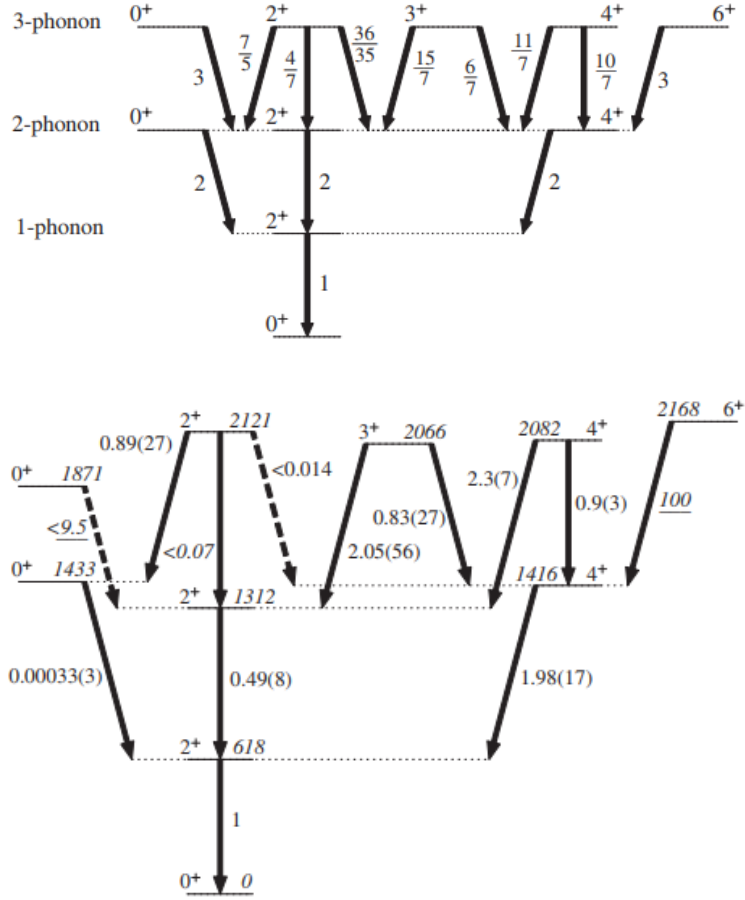 3-phonon 0+ 2+ 3+ 4+ 6+
3 7/5 4/7 36/35 15/7 6/7 11/7 10/7 3
2-phonon 0+ 2+ 4+
2 2 2
1-phonon 2+
1
0+
2+ 2121 3+ 2066 2082 4+ 2168 6+
0+ 1871 0.89(27) <0.014 2.3(7) 0.9(3) 100
<9.5 <0.07 0.83(27) 2.05(56)
0+ 1433 2+ 1312 1416 4+
0.00033(3) 0.49(8) 1.98(17)
2+ 618
1
0+ 0